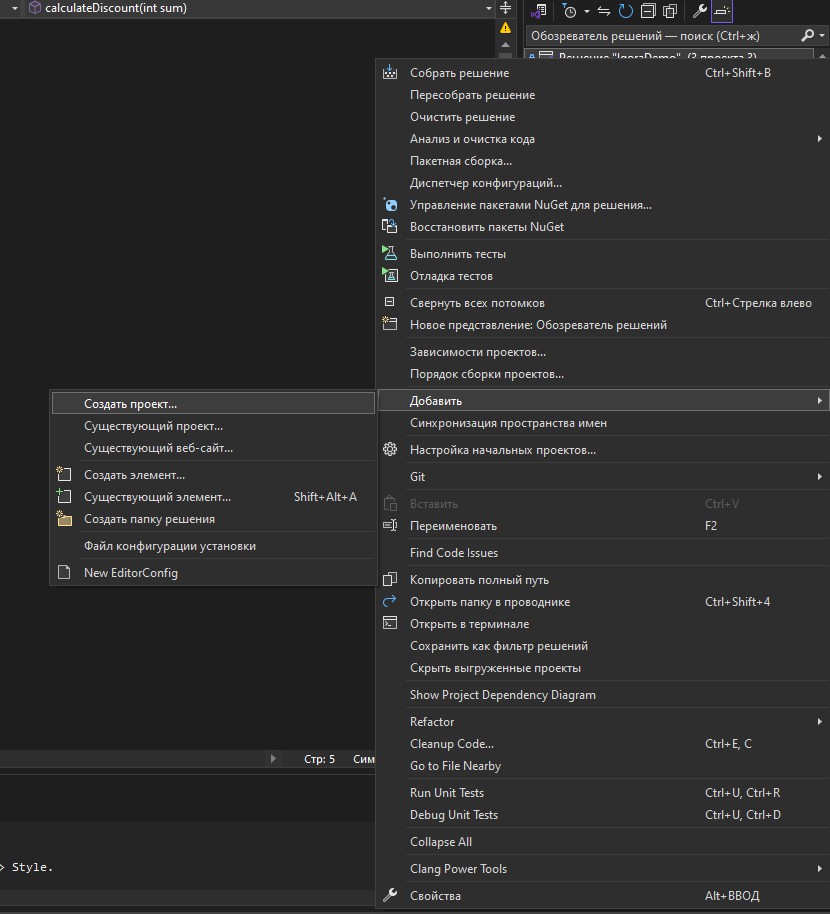 calculateDiscount(int sum)
Обозреватель решений — поиск (Ctrl+ж)
Решение "IgoraDemo" (3 проекта 3)
Собрать решение Ctrl+Shift+B
Пересобрать решение
Очистить решение
Анализ и очистка кода
Пакетная сборка...
Диспетчер конфигураций...
Управление пакетами NuGet для решения...
Восстановить пакеты NuGet
Выполнить тесты
Отладка тестов
Свернуть всех потомков Ctrl+Стрелка влево
Новое представление: Обозреватель решений
Зависимости проектов...
Порядок сборки проектов...
Добавить
Синхронизация пространства имен
Настройка начальных проектов...
Git
Вставить Ctrl+V
Переименовать F2
Find Code Issues
Копировать полный путь
Открыть папку в проводнике Ctrl+Shift+4
Открыть в терминале
Сохранить как фильтр решений
Скрыть выгруженные проекты
Show Project Dependency Diagram
Refactor
Cleanup Code... Ctrl+E, C
Go to File Nearby
Run Unit Tests Ctrl+U, Ctrl+R
Debug Unit Tests Ctrl+U, Ctrl+D
Collapse All
Clang Power Tools
Свойства Alt+ВВОД
Создать проект...
Существующий проект...
Существующий веб-сайт...
Создать элемент...
Существующий элемент... Shift+Alt+A
Создать папку решения
Файл конфигурации установки
New EditorConfig
Стр: 5 Сим
> Style.